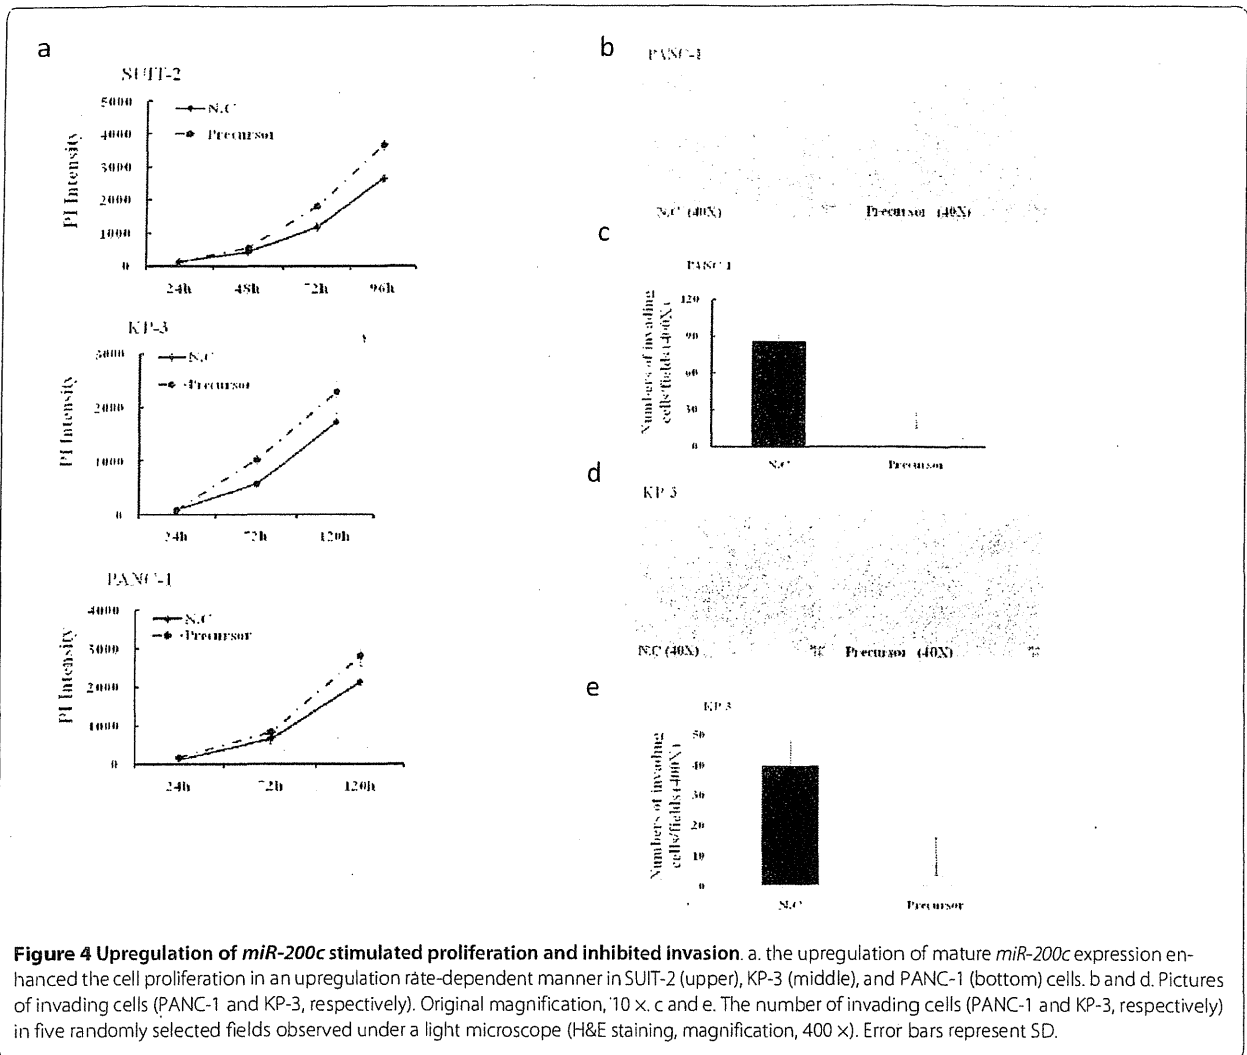 a
SUIT-2
5000
4000
3000
2000
1000
0
PI Intensity
N.C
Precursor
24h
48h
72h
96h
KP-3
3000
2000
1000
0
PI Intensity
N.C
Precursor
24h
72h
120h
PANC-1
4000
3000
2000
1000
0
PI Intensity
N.C
Precursor
24h
72h
120h
b
PANC-1
N.C (40X)
Precursor (40X)
c
PANC-1
Numbers of invading
cells/fields(400X)
120
90
60
30
0
N.C
Precursor
d
KP-3
N.C (40X)
Precursor (40X)
e
KP-3
Numbers of invading
cells/fields(400X)
50
40
30
20
10
0
N.C
Precursor
Figure 4 Upregulation of miR-200c stimulated proliferation and inhibited invasion. a. the upregulation of mature miR-200c expression en-
hanced the cell proliferation in an upregulation rate-dependent manner in SUIT-2 (upper), KP-3 (middle), and PANC-1 (bottom) cells. b and d. Pictures
of invading cells (PANC-1 and KP-3, respectively). Original magnification, 10 ×. c and e. The number of invading cells (PANC-1 and KP-3, respectively)
in five randomly selected fields observed under a light microscope (H&E staining, magnification, 400 ×). Error bars represent SD.